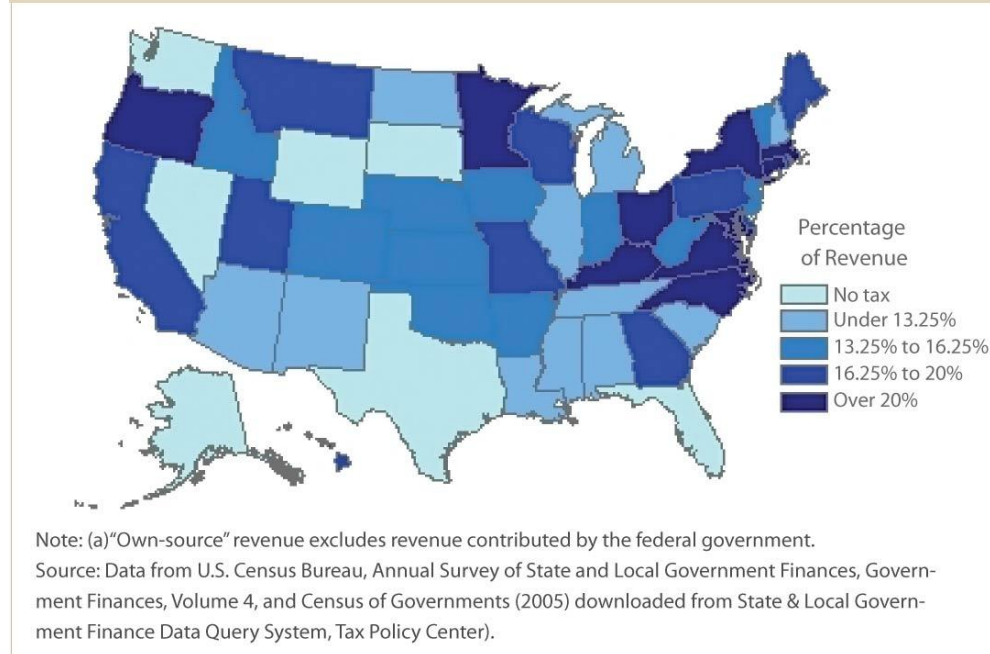 Percentage
of Revenue
No tax
Under 13.25%
13.25% to 16.25%
16.25% to 20%
Over 20%
Note: (a)“Own-source” revenue excludes revenue contributed by the federal government.
Source: Data from U.S. Census Bureau, Annual Survey of State and Local Government Finances, Govern-
ment Finances, Volume 4, and Census of Governments (2005) downloaded from State & Local Govern-
ment Finance Data Query System, Tax Policy Center).